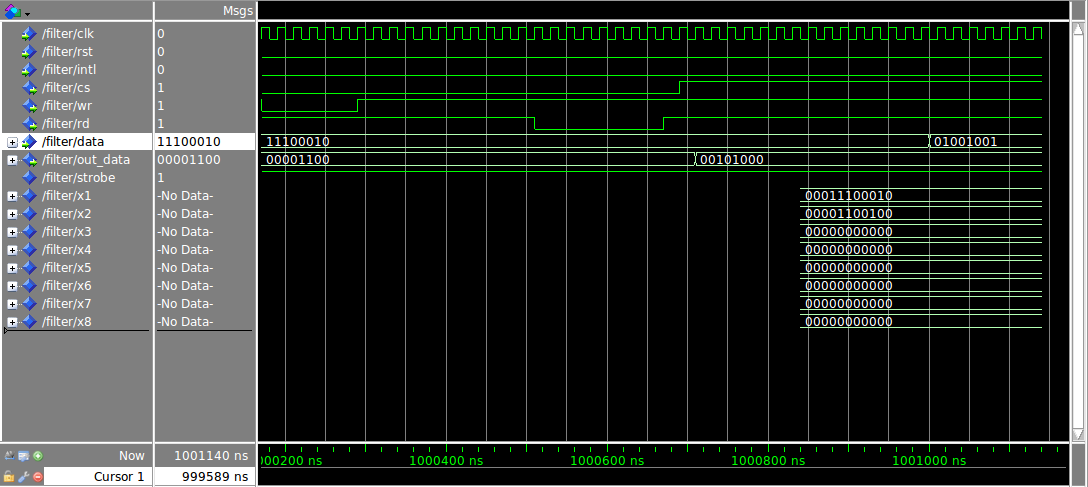 Msgs
/filter/clk 0
/filter/rst 0
/filter/intl 0
/filter/cs 1
/filter/wr 1
/filter/rd 1
/filter/data 11100010 11100010 01001001
/filter/out_data 00001100 00001100 00101000
/filter/strobe 1
/filter/x1 -No Data- 00011100010
/filter/x2 -No Data- 00001100100
/filter/x3 -No Data- 00000000000
/filter/x4 -No Data- 00000000000
/filter/x5 -No Data- 00000000000
/filter/x6 -No Data- 00000000000
/filter/x7 -No Data- 00000000000
/filter/x8 -No Data- 00000000000
Now 1001140 ns 000200 ns 1000400 ns 1000600 ns 1000800 ns 1001000 ns
Cursor 1 999589 ns